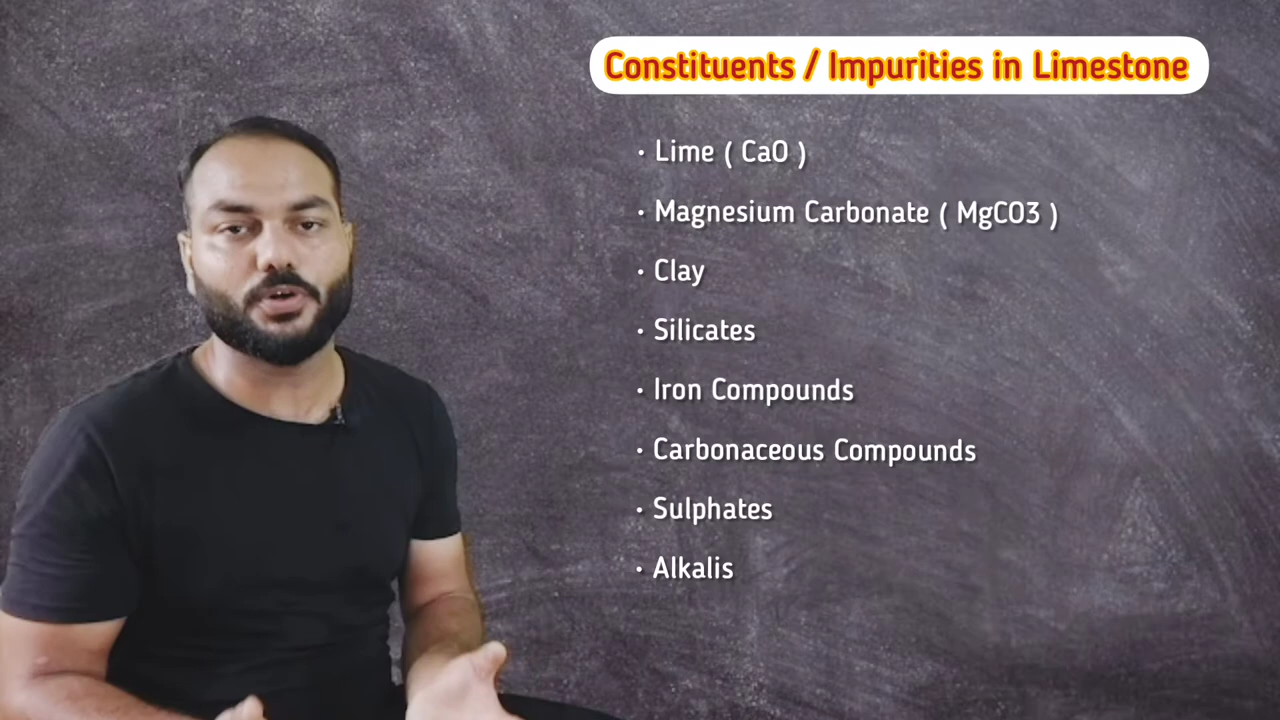 Constituents / Impurities in Limestone
• Lime ( CaO )
• Magnesium Carbonate ( MgCO3 )
• Clay
• Silicates
• Iron Compounds
• Carbonaceous Compounds
• Sulphates
• Alkalis